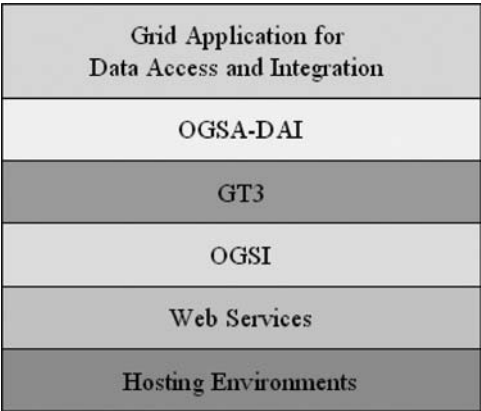 Grid Application for
Data Access and Integration
OGSA-DAI
GT3
OGSI
Web Services
Hosting Environments